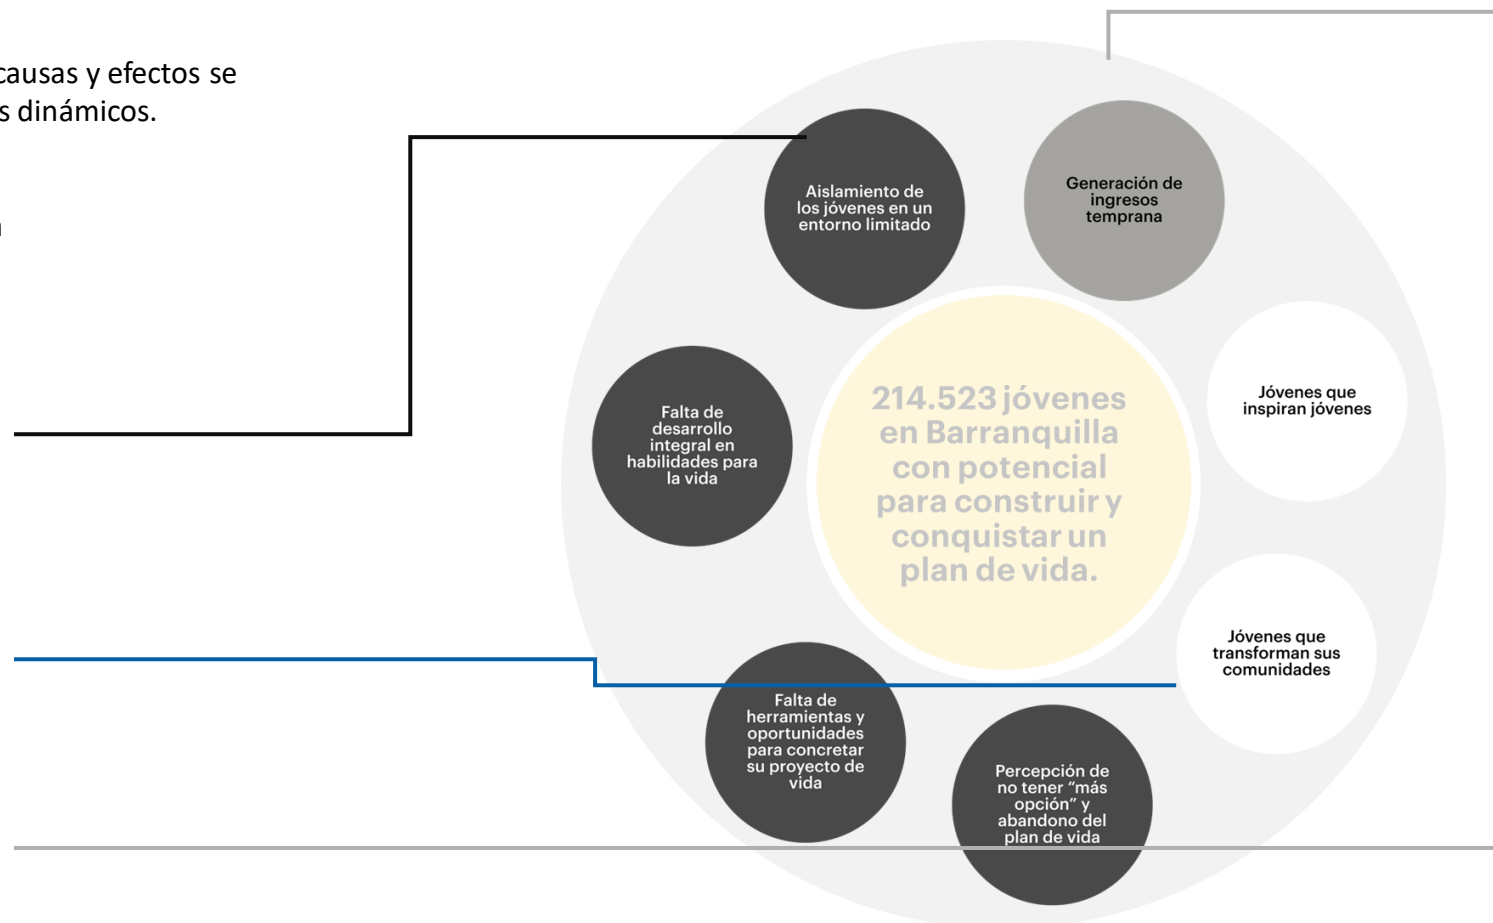 causas y efectos se
s dinámicos.
Aislamiento de
los jóvenes en un
entorno limitado
Generación de
ingresos
temprana
Jóvenes que
inspiran jóvenes
Falta de
desarrollo
integral en
habilidades para
la vida
214.523 jóvenes
en Barranquilla
con potencial
para construir y
conquistar un
plan de vida.
Jóvenes que
transforman sus
comunidades
Falta de
herramientas y
oportunidades
para concretar
su proyecto de
vida
Percepción de
no tener “más
opción” y
abandono del
plan de vida